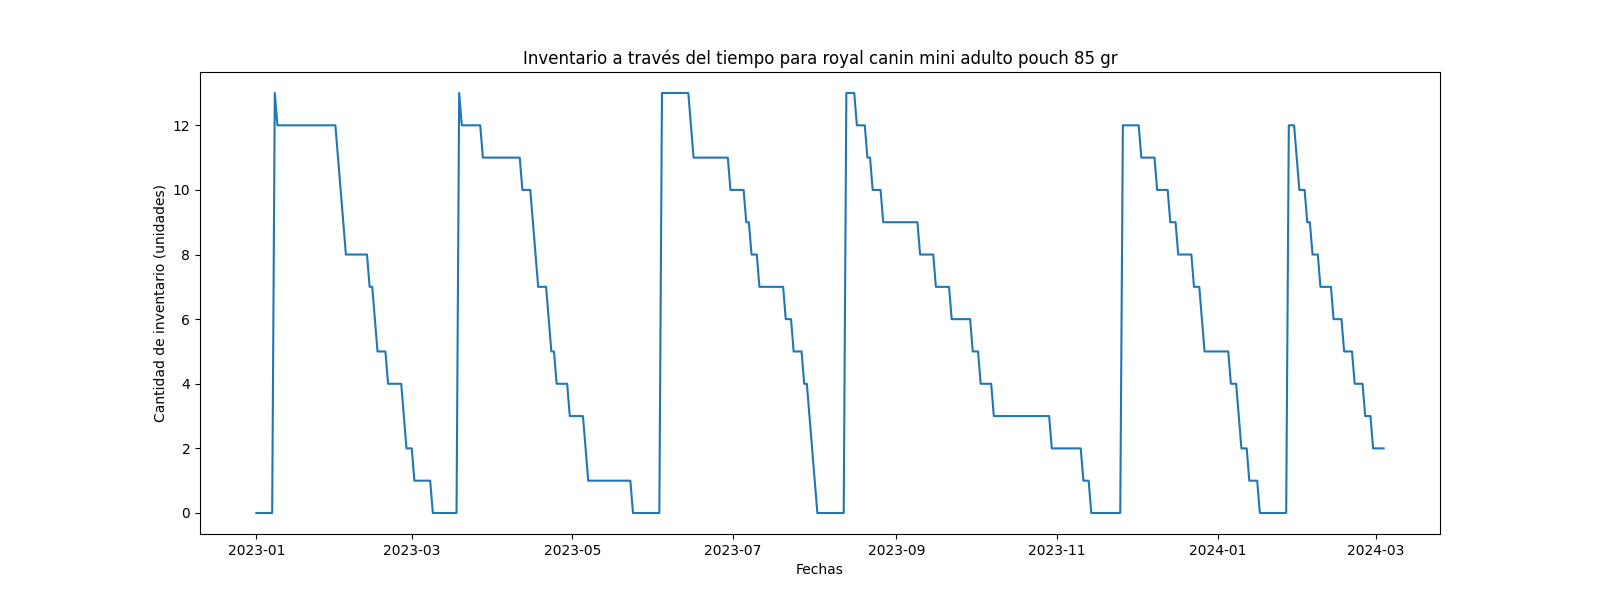 Inventario a través del tiempo para royal canin mini adulto pouch 85 gr
Cantidad de inventario (unidades)
12
10
8
6
4
2
0
2023-01 2023-03 2023-05 2023-07 2023-09 2023-11 2024-01 2024-03
Fechas